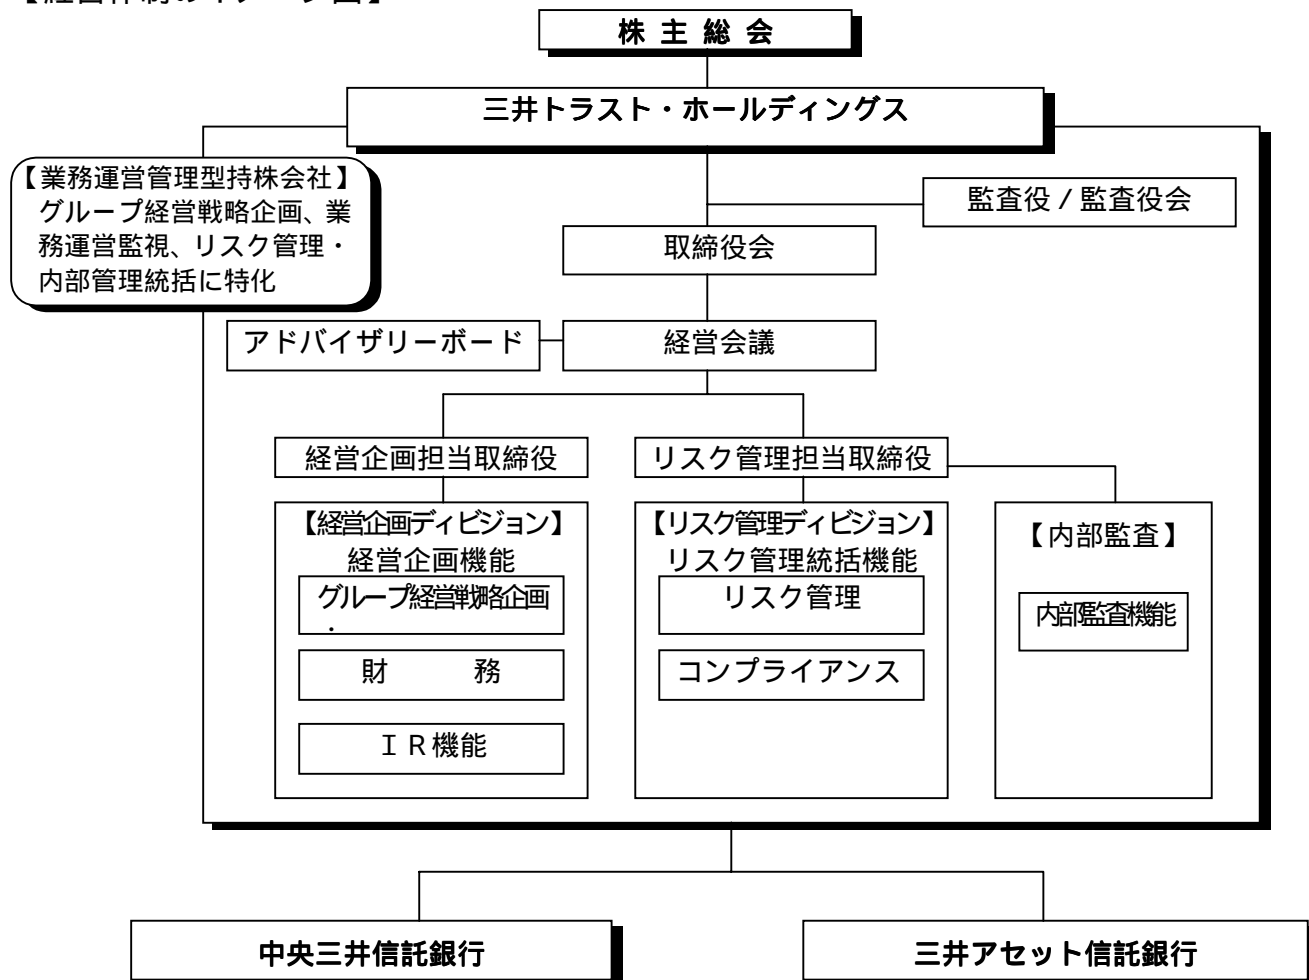 【経営体制のイメージ図】
株 主 総 会
三井トラスト・ホールディングス
【業務運営管理型持株会社】
グループ経営戦略企画、業
務運営監視、リスク管理・
内部管理統括に特化
監査役 / 監査役会
取締役会
アドバイザリーボード
経営会議
経営企画担当取締役
リスク管理担当取締役
【経営企画ディビジョン】
経営企画機能
グループ経営戦略企画
・
財 務
ＩＲ機能
【リスク管理ディビジョン】
リスク管理統括機能
リスク管理
コンプライアンス
【内部監査】
内部監査機能
中央三井信託銀行
三井アセット信託銀行